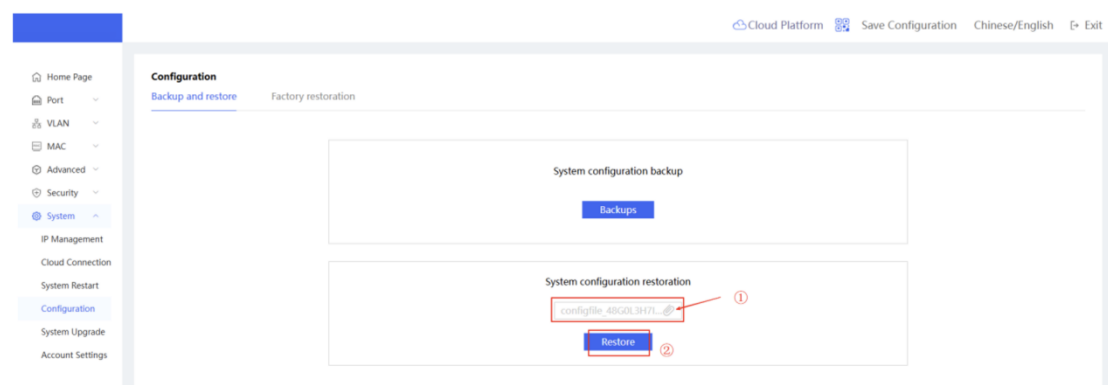 Cloud Platform Save Configuration Chinese/English Exit
Home Page
Port
VLAN
MAC
Advanced
Security
System
IP Management
Cloud Connection
System Restart
Configuration
System Upgrade
Account Settings
Configuration
Backup and restore Factory restoration
System configuration backup
Backups
System configuration restoration
①
Restore
②